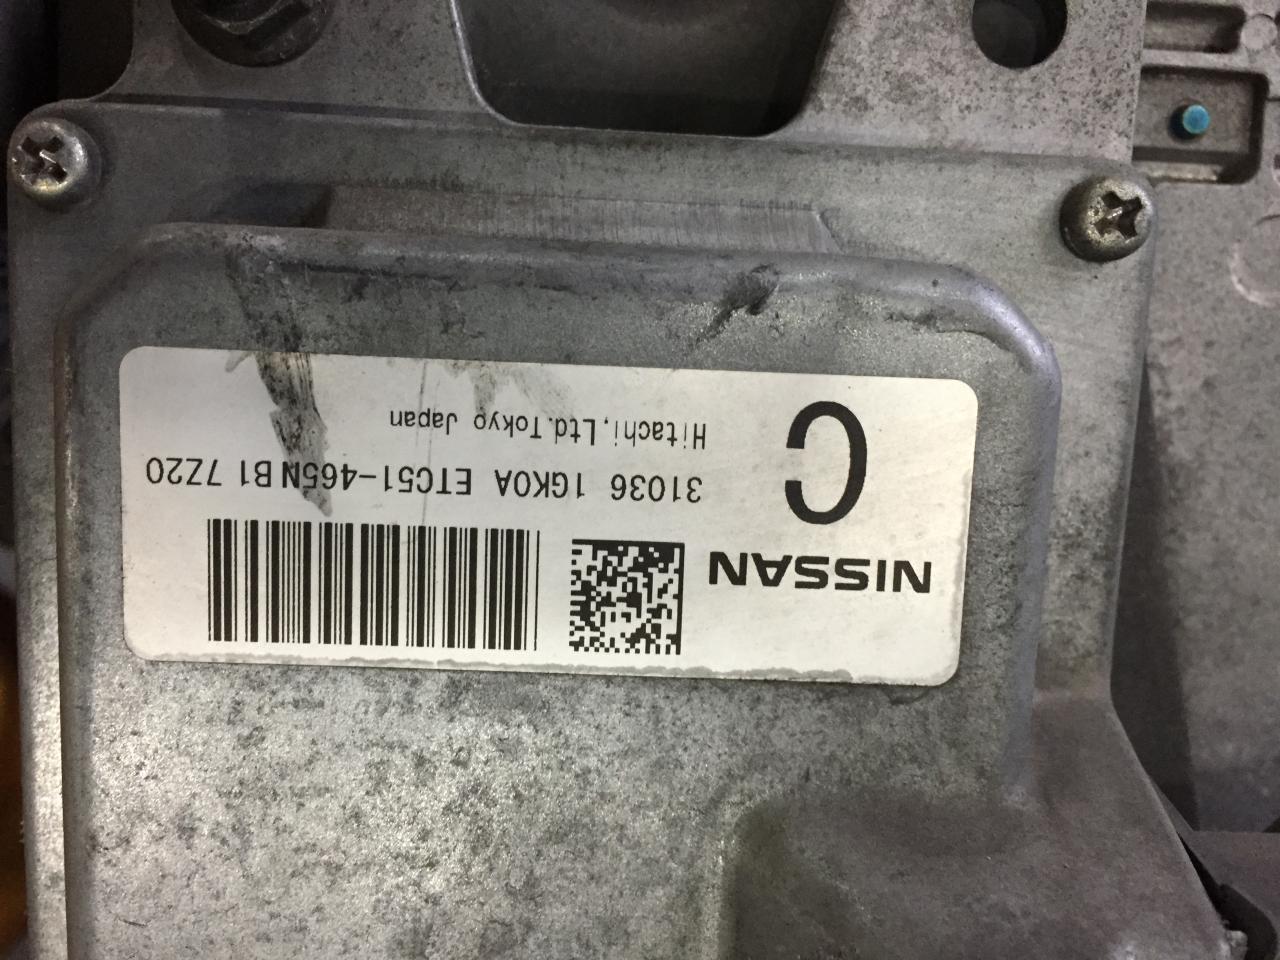 NISSAN
C
31036 1GK0A ETC51-465N B1 7Z20
Hitachi, Ltd. Tokyo Japan